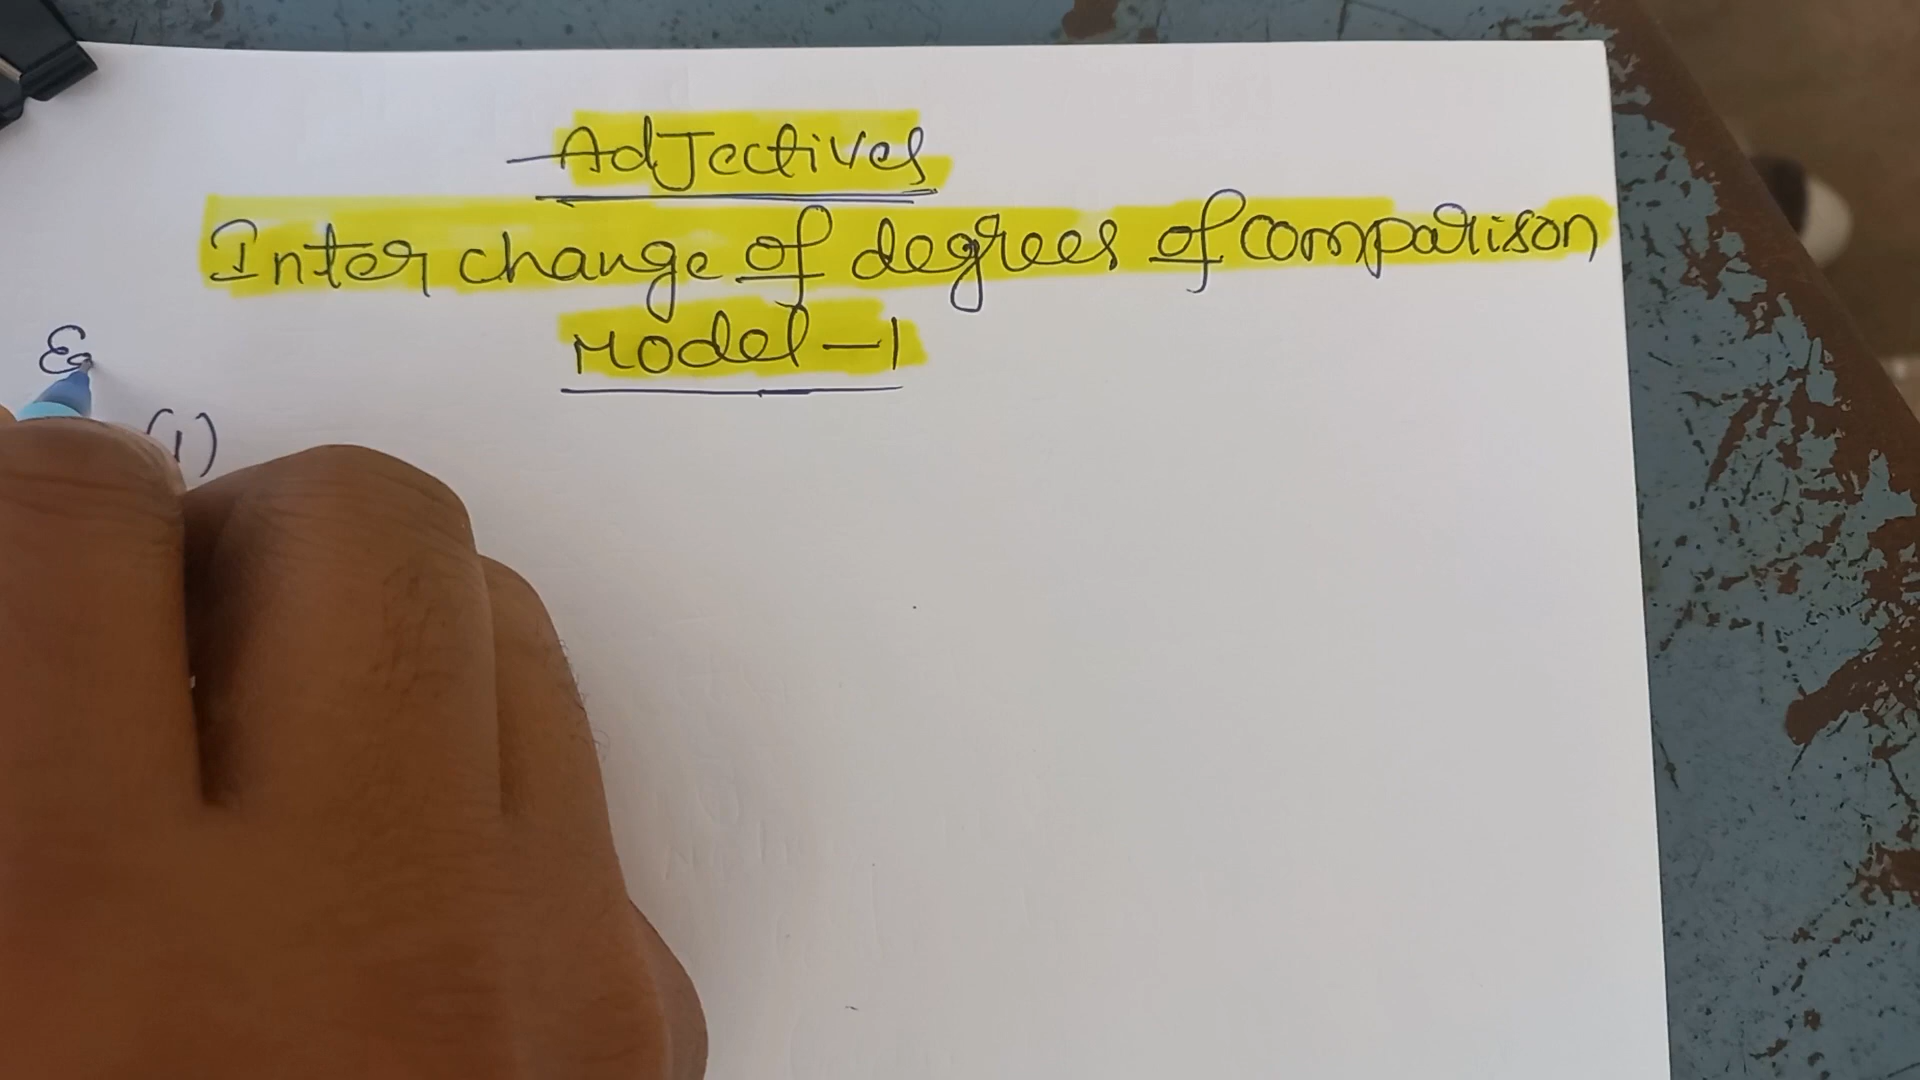 AdJectives
Inter change of degrees of comparison
Model-1
Eg
(1)